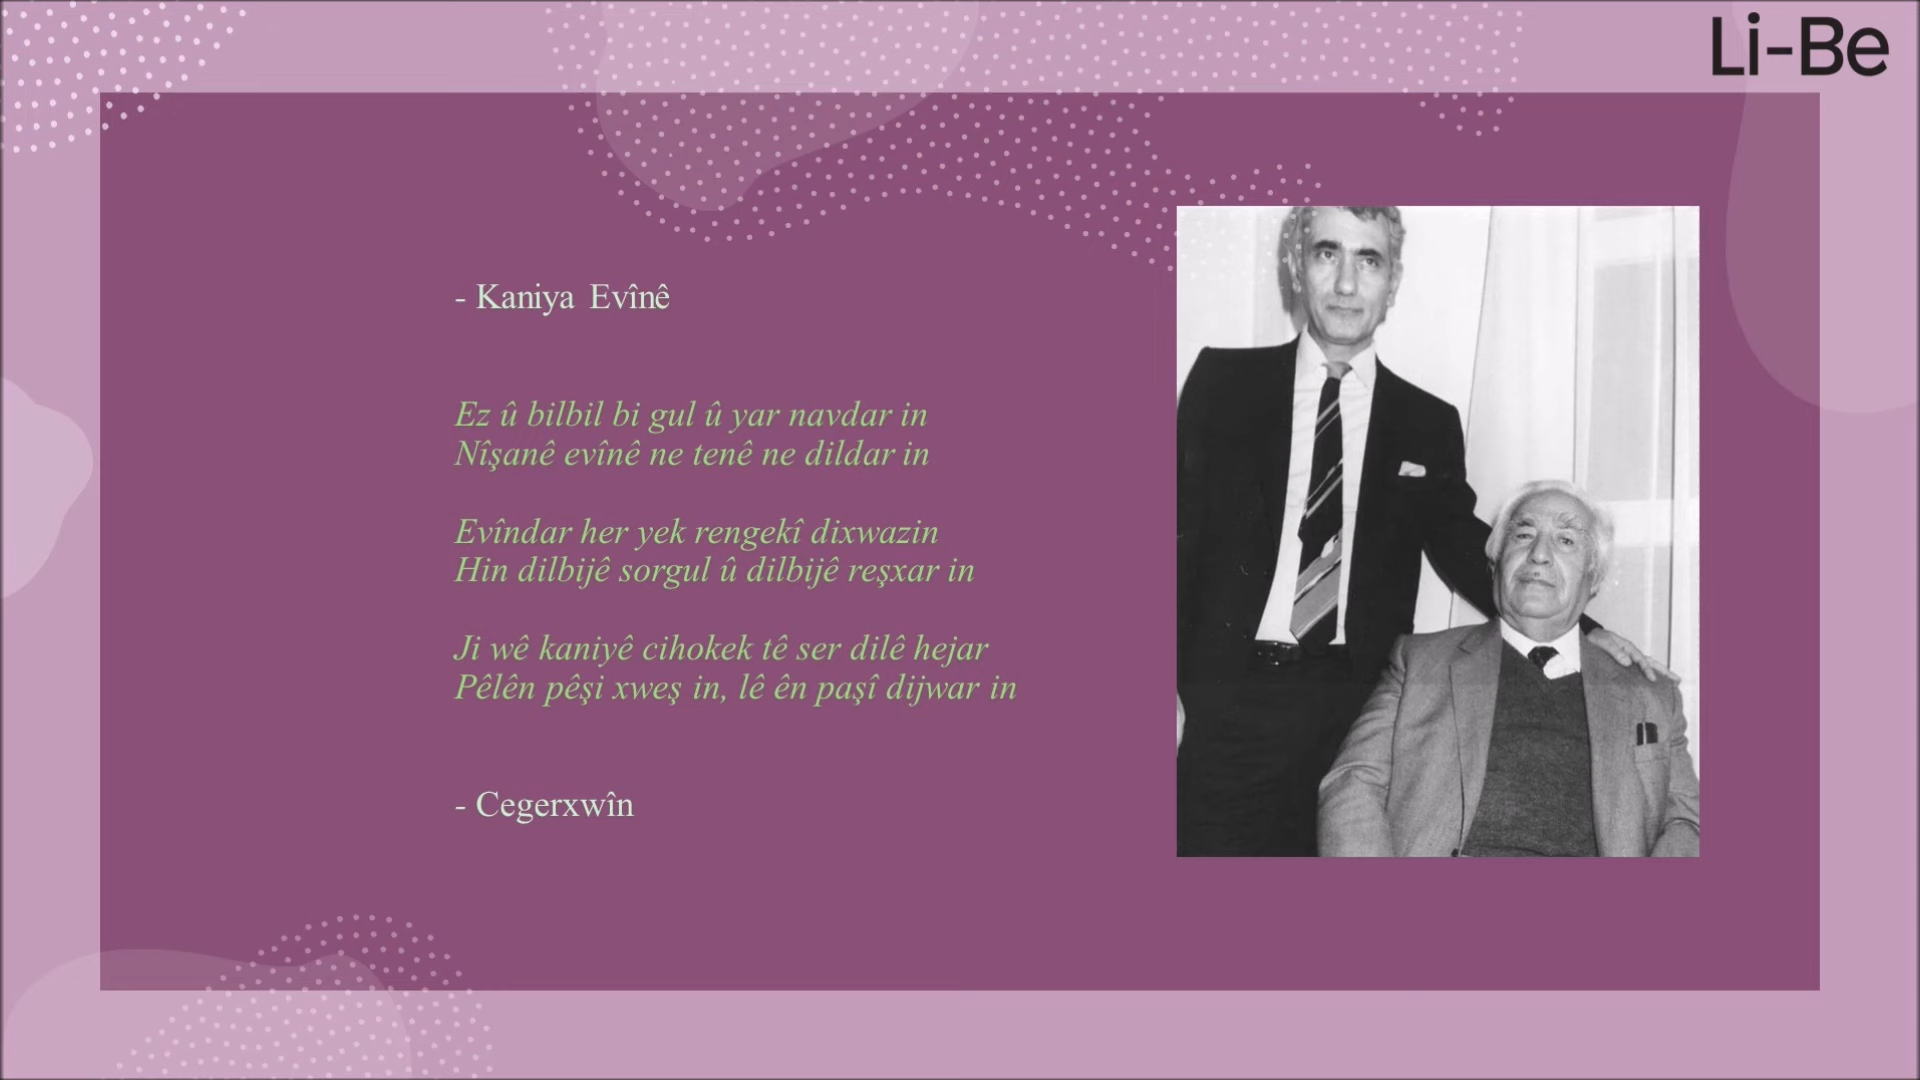 Li-Be
- Kaniya Evînê
Ez û bilbil bi gul û yar navdar in
Nîşanê evînê ne tenê ne dildar in
Evîndar her yek rengekî dixwazin
Hin dilbijê sorgul û dilbijê reşxar in
Ji wê kaniyê cihokek tê ser dilê hejar
Pêlên pêşi xweş in, lê ên paşî dijwar in
- Cegerxwîn